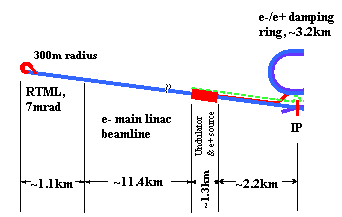 e-/e+ damping
ring, ~3.2km
300m radius
RTML,
7mrad
e- main linac
beamline
Undulator
& e+ source
IP
~1.1km
~11.4km
~1.3km
~2.2km